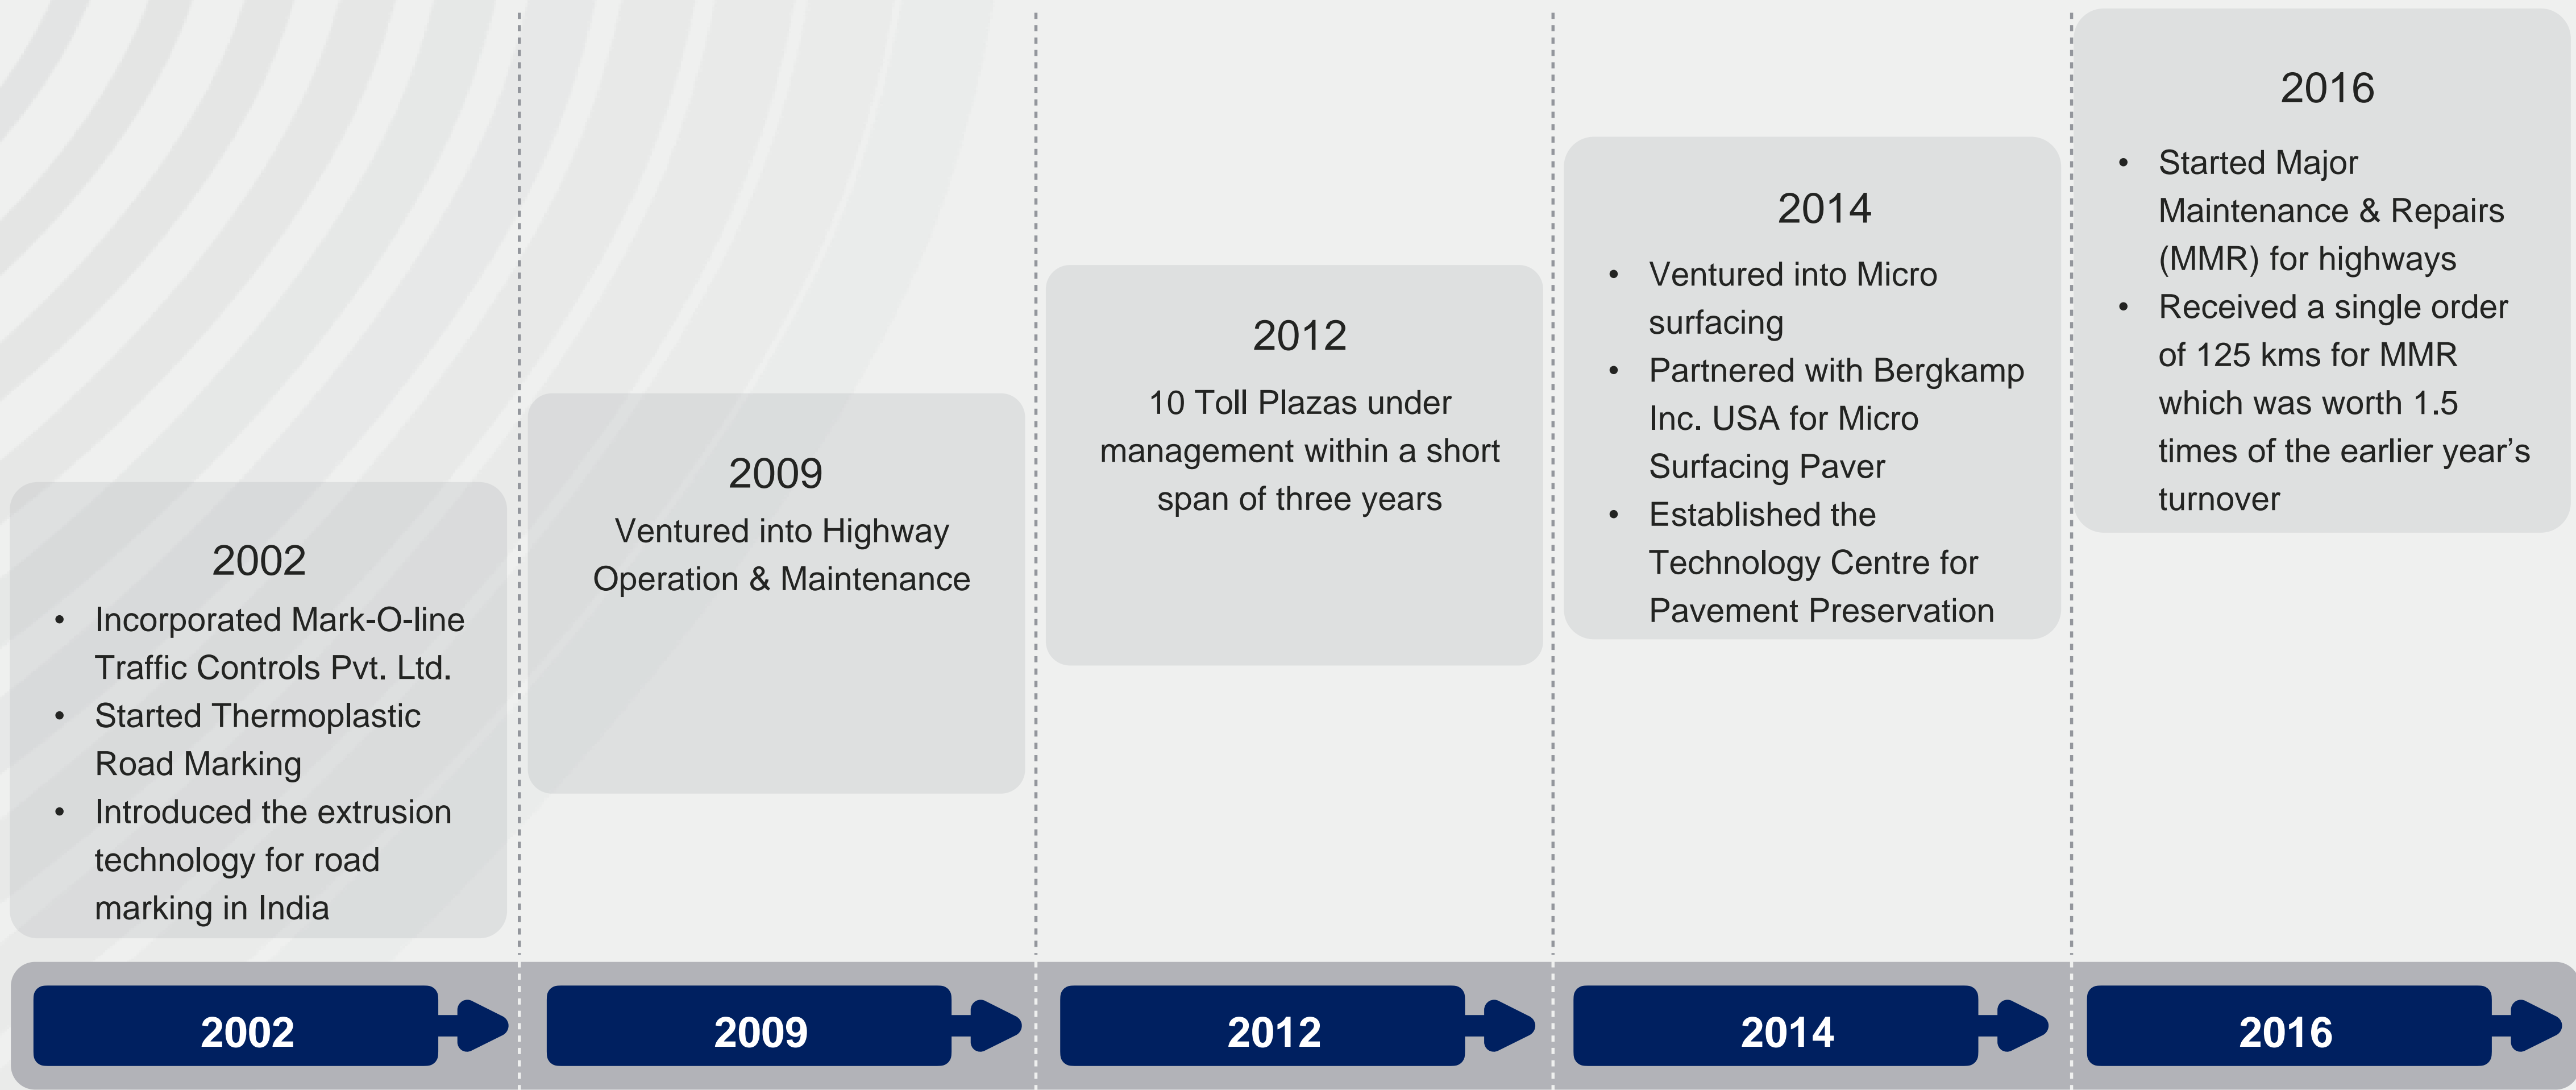 2002
• Incorporated Mark-O-line
Traffic Controls Pvt. Ltd.
• Started Thermoplastic
Road Marking
• Introduced the extrusion
technology for road
marking in India
2009
Ventured into Highway
Operation & Maintenance
2012
10 Toll Plazas under
management within a short
span of three years
2014
• Ventured into Micro
surfacing
• Partnered with Bergkamp
Inc. USA for Micro
Surfacing Paver
• Established the
Technology Centre for
Pavement Preservation
2016
• Started Major
Maintenance & Repairs
(MMR) for highways
• Received a single order
of 125 kms for MMR
which was worth 1.5
times of the earlier year’s
turnover
2002
2009
2012
2014
2016